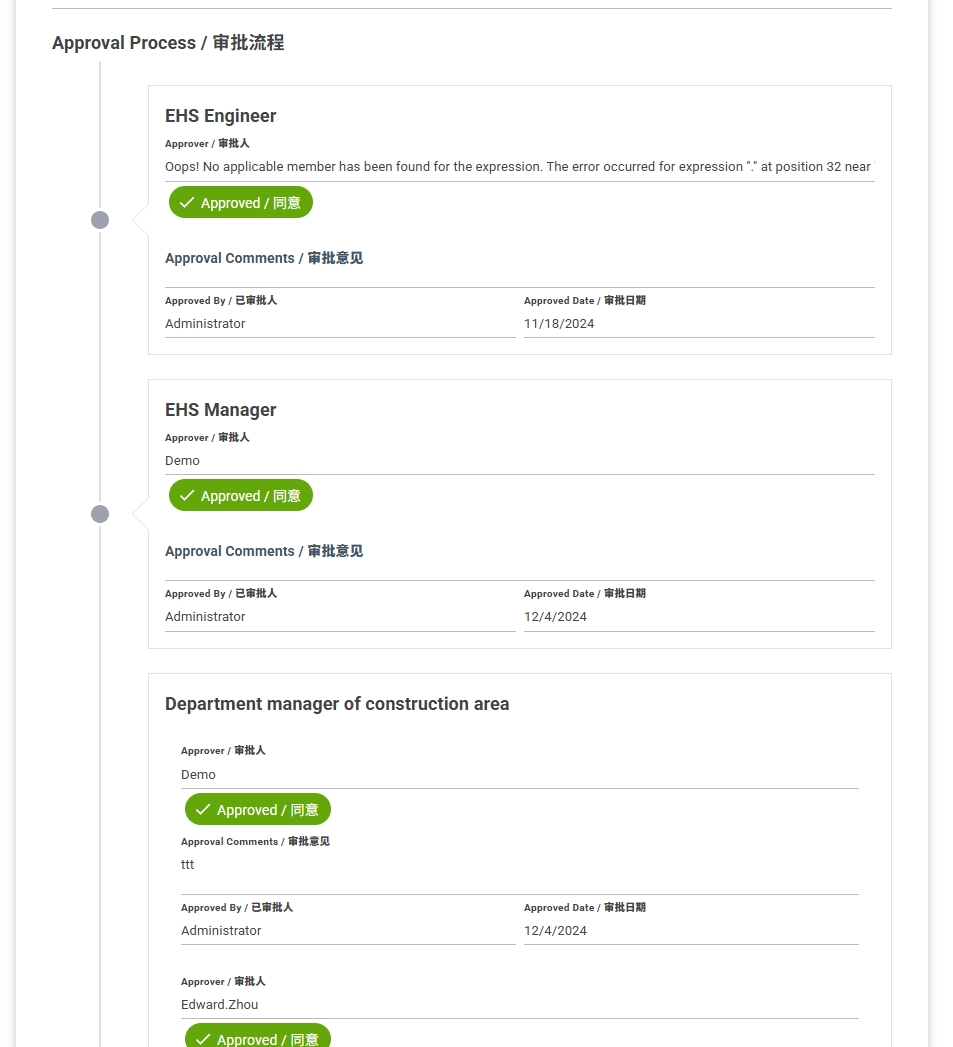 Approval Process / 审批流程
EHS Engineer
Approver / 审批人
Oops! No applicable member has been found for the expression. The error occurred for expression "." at position 32 near
Approved / 同意
Approval Comments / 审批意见
Approved By / 已审批人 Approved Date / 审批日期
Administrator 11/18/2024
EHS Manager
Approver / 审批人
Demo
Approved / 同意
Approval Comments / 审批意见
Approved By / 已审批人 Approved Date / 审批日期
Administrator 12/4/2024
Department manager of construction area
Approver / 审批人
Demo
Approved / 同意
Approval Comments / 审批意见
ttt
Approved By / 已审批人 Approved Date / 审批日期
Administrator 12/4/2024
Approver / 审批人
Edward.Zhou
Approved / 同意